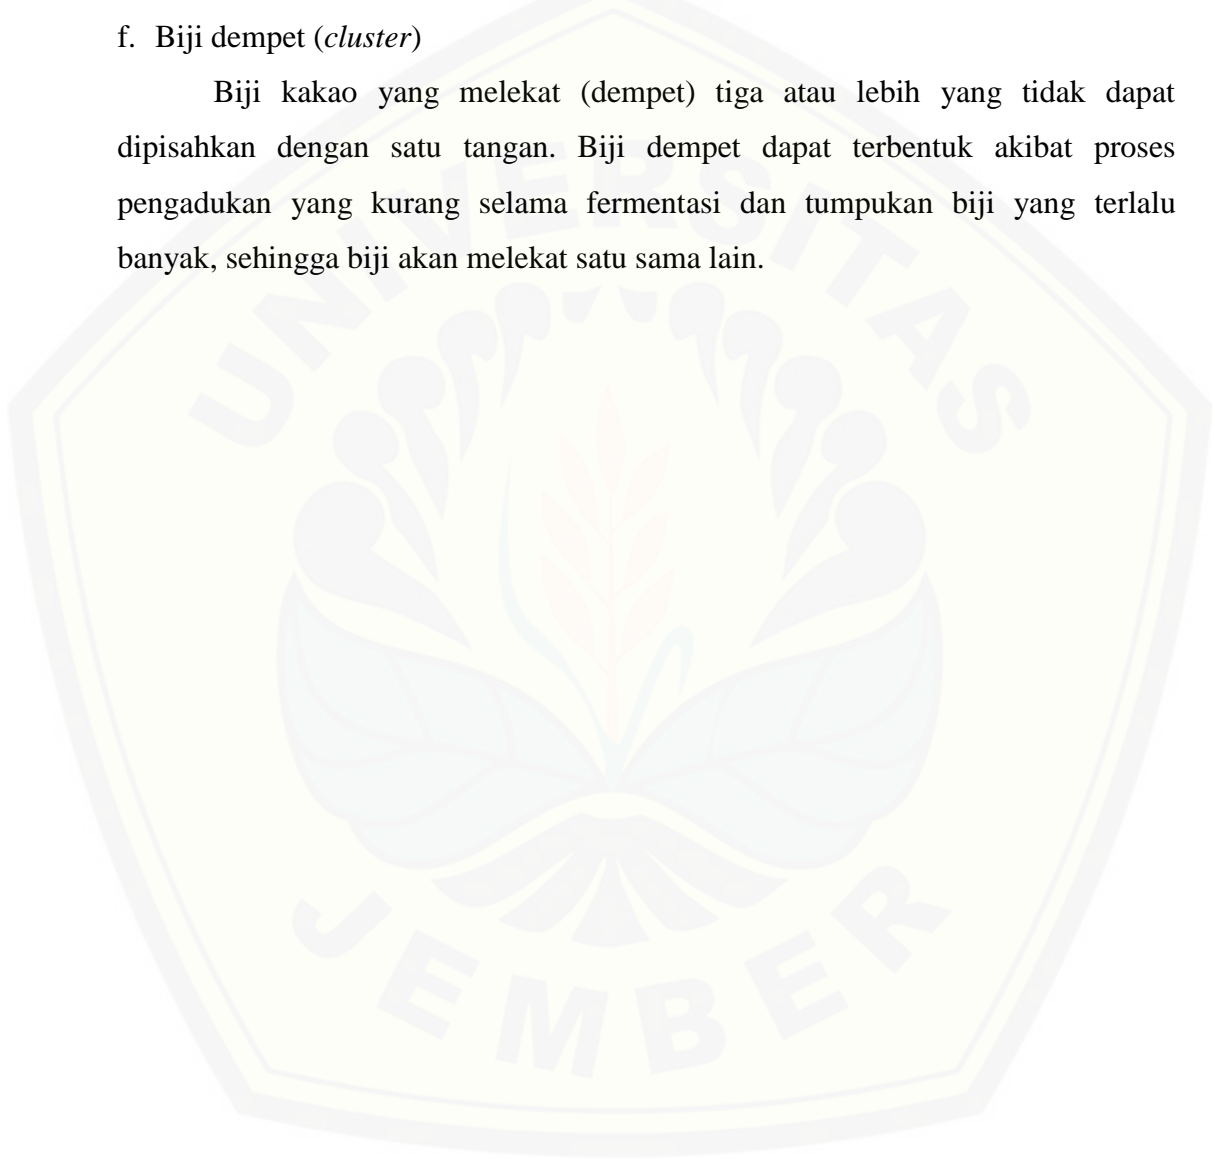 f. Biji dempet (cluster)
Biji kakao yang melekat (dempet) tiga atau lebih yang tidak dapat
dipisahkan dengan satu tangan. Biji dempet dapat terbentuk akibat proses
pengadukan yang kurang selama fermentasi dan tumpukan biji yang terlalu
banyak, sehingga biji akan melekat satu sama lain.
UNIVERSITAS
JEMBER